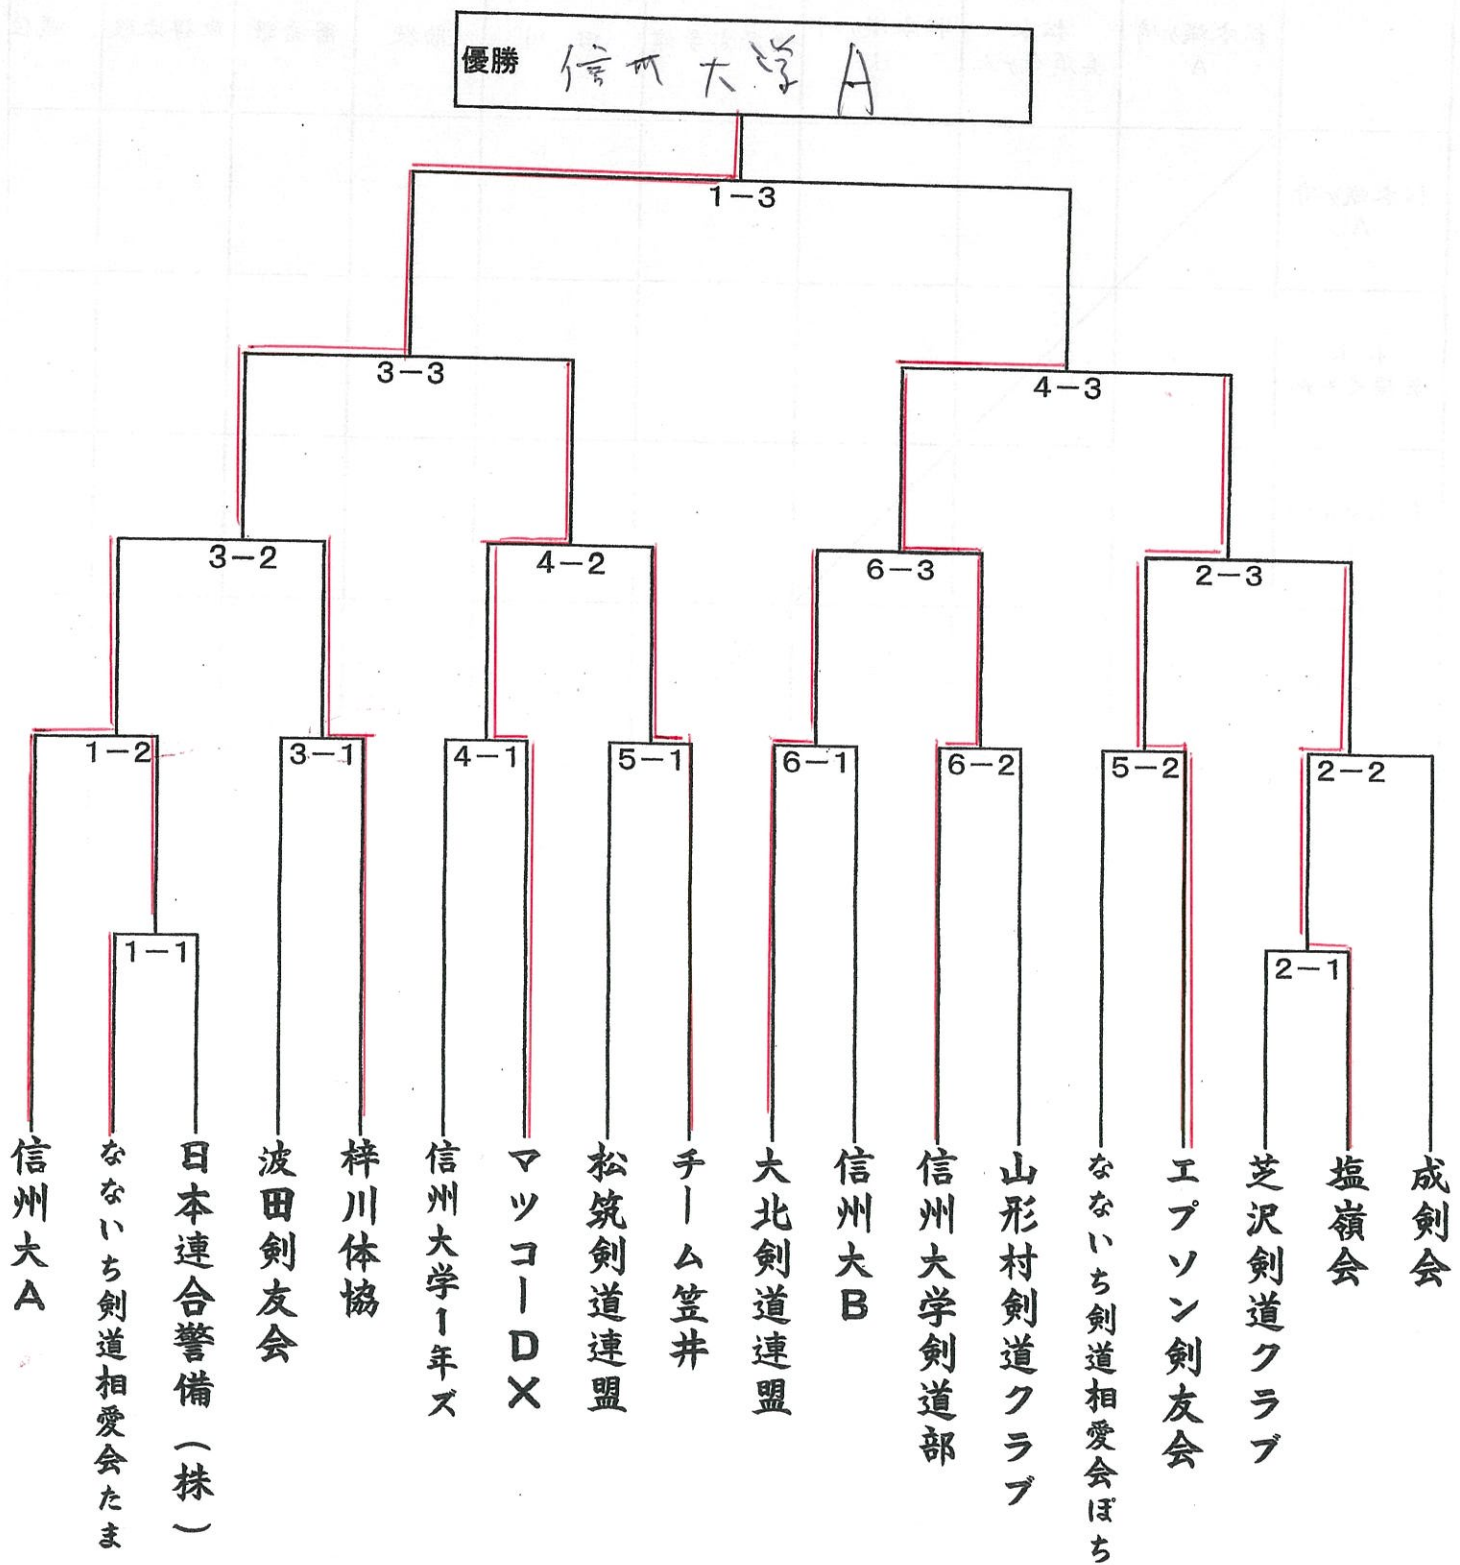 優勝 信州大学A
1-3
3-3
4-3
3-2
4-2
6-3
2-3
1-2
3-1
4-1
5-1
6-1
6-2
5-2
2-2
1-1
2-1
信州大A
なないち剣道相愛会たま
日本連合警備(株)
波田剣友会
梓川体協
信州大学1年ズ
マツコーDX
松筑剣道連盟
チーム笠井
大北剣道連盟
信州大B
信州大学剣道部
山形村剣道クラブ
なないち剣道相愛会ぽち
エプソン剣友会
芝沢剣道クラブ
塩嶺会
成剣会